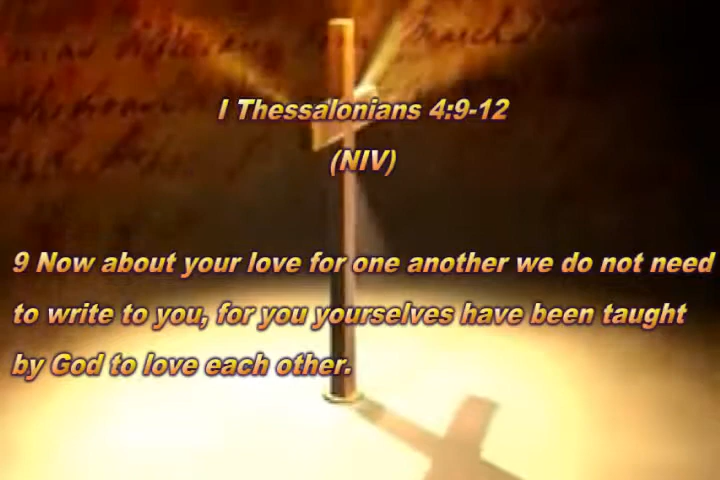 I Thessalonians 4:9-12
(NIV)
9 Now about your love for one another we do not need
to write to you, for you yourselves have been taught
by God to love each other.